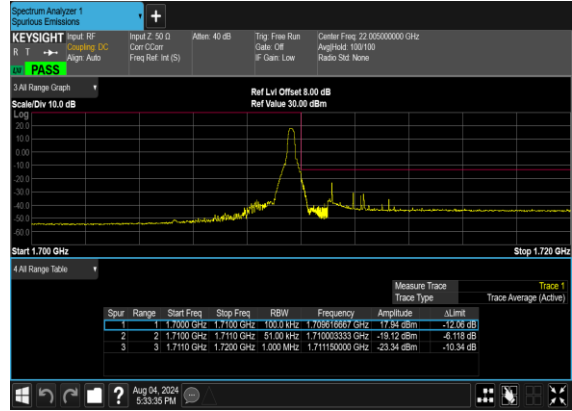 Spectrum Analyzer 1
Spurious Emissions
KEYSIGHT Input: RF Input Z: 50 Ω Atten: 40 dB Trig: Free Run Center Freq: 22.005000000 GHz
R T Coupling: DC Corr CCorr Gate: Off Avg|Hold: 100/100
Align: Auto Freq Ref: Int (S) IF Gain: Low Radio Std: None
PASS
3 All Range Graph
Ref Lvl Offset 8.00 dB
Scale/Div 10.0 dB Ref Value 30.00 dBm
Log
20.0
10.0
0.00
-10.0
-20.0
-30.0
-40.0
-50.0
-60.0
Start 1.700 GHz Stop 1.720 GHz
4 All Range Table
Measure Trace Trace 1
Trace Type Trace Average (Active)
Spur Range Start Freq Stop Freq RBW Frequency Amplitude ΔLimit
1 1 1.7000 GHz 1.7100 GHz 100.0 kHz 1.709616667 GHz 17.94 dBm -12.06 dB
2 2 1.7100 GHz 1.7110 GHz 51.00 kHz 1.710003333 GHz -19.12 dBm -6.118 dB
3 3 1.7110 GHz 1.7200 GHz 1.000 MHz 1.711150000 GHz -23.34 dBm -10.34 dB
? Aug 04, 2024
5:33:35 PM